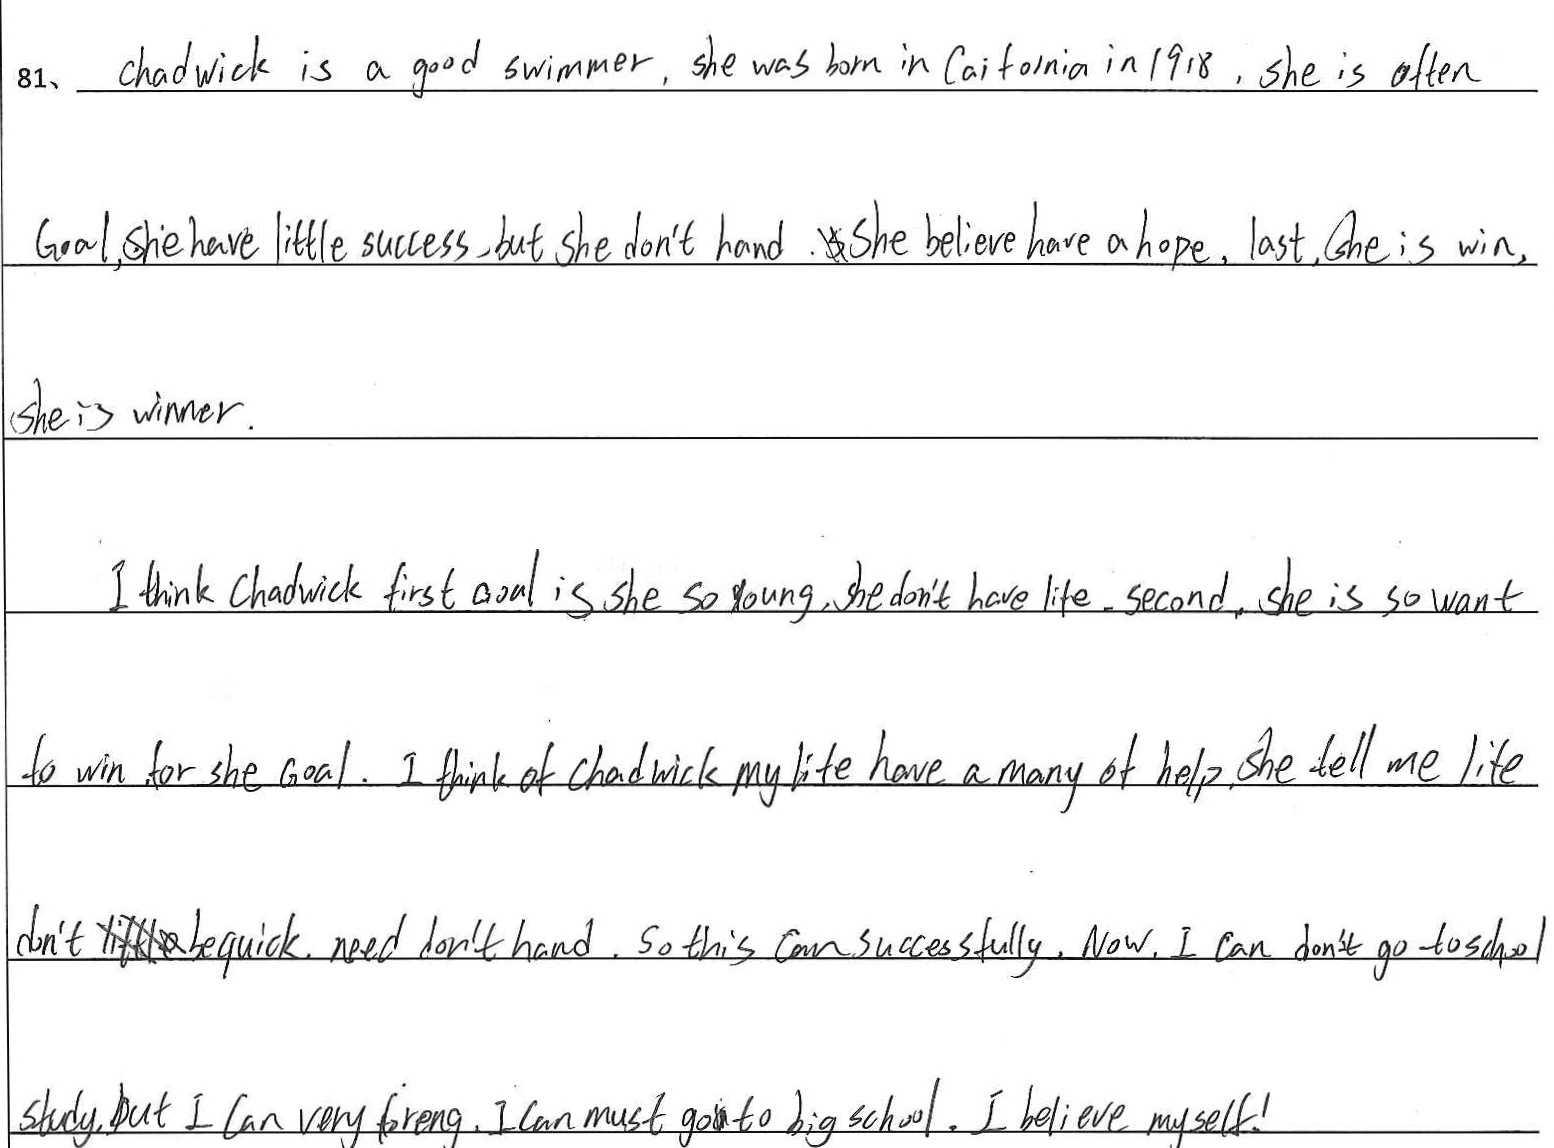 81、 chadwick is a good swimmer, she was born in Caifoinia in 1918, she is often
Goal, she have little success, but she don't hand. She believe have a hope, last, she is win,
she is winner.
I think Chadwick first Goal is she so young, she don't have life. second, she is so want
to win for she Goal. I think of Chadwick my life have a many of help, she tell me life
don't be quick. need don't hand. So this can successfully. Now, I can don't go to school
study, but I can very foreng. I can must go to big school. I believe myself!